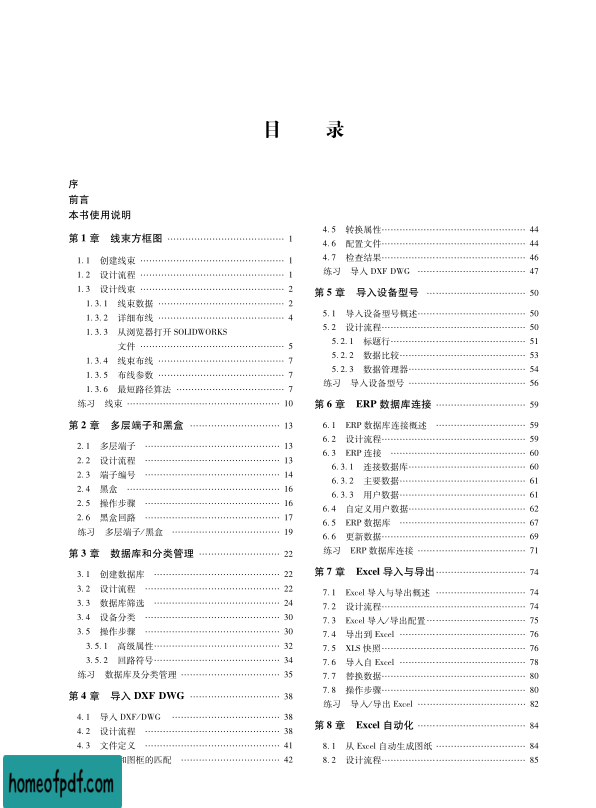 目 录
序
前言
本书使用说明
第 1 章 线束方框图 …… 1
1. 1 创建线束 …… 1
1. 2 设计流程 …… 1
1. 3 设计线束 …… 2
1. 3. 1 线束数据 …… 2
1. 3. 2 详细布线 …… 4
1. 3. 3 从浏览器打开 SOLIDWORKS
文件 …… 5
1. 3. 4 线束布线 …… 7
1. 3. 5 布线参数 …… 7
1. 3. 6 最短路径算法 …… 7
练习 线束 …… 10
第 2 章 多层端子和黑盒 …… 13
2. 1 多层端子 …… 13
2. 2 设计流程 …… 13
2. 3 端子编号 …… 14
2. 4 黑盒 …… 16
2. 5 操作步骤 …… 16
2. 6 黑盒回路 …… 17
练习 多层端子/黑盒 …… 19
第 3 章 数据库和分类管理 …… 22
3. 1 创建数据库 …… 22
3. 2 设计流程 …… 22
3. 3 数据库筛选 …… 24
3. 4 设备分类 …… 30
3. 5 操作步骤 …… 30
3. 5. 1 高级属性 …… 32
3. 5. 2 回路符号 …… 34
练习 数据库及分类管理 …… 35
第 4 章 导入 DXF DWG …… 38
4. 1 导入 DXF/DWG …… 38
4. 2 设计流程 …… 38
4. 3 文件定义 …… 41
和图框的匹配 …… 42
4. 5 转换属性 …… 44
4. 6 配置文件 …… 44
4. 7 检查结果 …… 46
练习 导入 DXF DWG …… 47
第 5 章 导入设备型号 …… 50
5. 1 导入设备型号概述 …… 50
5. 2 设计流程 …… 50
5. 2. 1 标题行 …… 51
5. 2. 2 数据比较 …… 53
5. 2. 3 数据管理器 …… 54
练习 导入设备型号 …… 56
第 6 章 ERP 数据库连接 …… 59
6. 1 ERP 数据库连接概述 …… 59
6. 2 设计流程 …… 59
6. 3 ERP 连接 …… 60
6. 3. 1 连接数据库 …… 60
6. 3. 2 主要数据 …… 61
6. 3. 3 用户数据 …… 61
6. 4 自定义用户数据 …… 62
6. 5 ERP 数据库 …… 67
6. 6 更新数据 …… 69
练习 ERP 数据库连接 …… 71
第 7 章 Excel 导入与导出 …… 74
7. 1 Excel 导入与导出概述 …… 74
7. 2 设计流程 …… 74
7. 3 Excel 导入/导出配置 …… 75
7. 4 导出到 Excel …… 76
7. 5 XLS 快照 …… 76
7. 6 导入自 Excel …… 78
7. 7 替换数据 …… 80
7. 8 操作步骤 …… 80
练习 导入/导出 Excel …… 82
第 8 章 Excel 自动化 …… 84
8. 1 从 Excel 自动生成图纸 …… 84
8. 2 设计流程 …… 85
homeofpdf.com